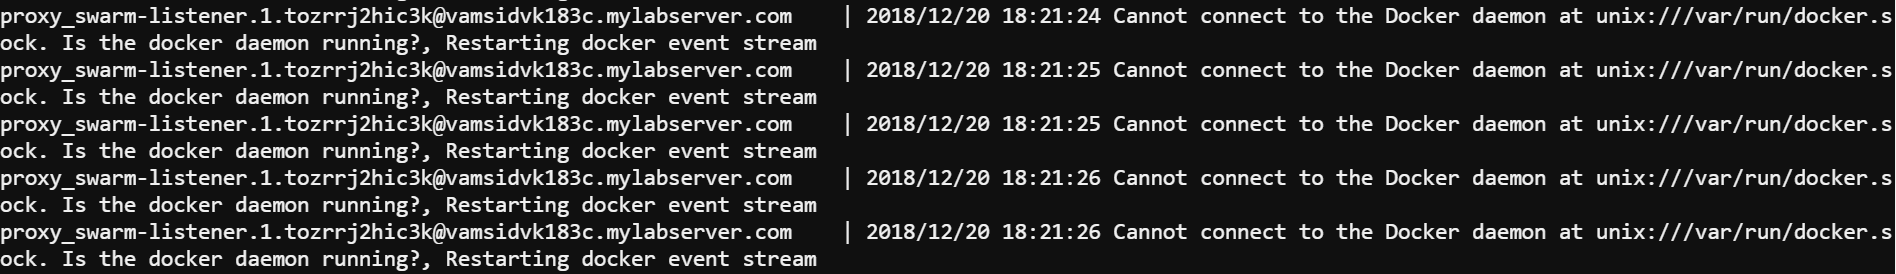 proxy_swarm-listener.1.tozrrj2hic3k@vamsidvk183c.mylabserver.com    | 2018/12/20 18:21:24 Cannot connect to the Docker daemon at unix:///var/run/docker.s
ock. Is the docker daemon running?, Restarting docker event stream
proxy_swarm-listener.1.tozrrj2hic3k@vamsidvk183c.mylabserver.com    | 2018/12/20 18:21:25 Cannot connect to the Docker daemon at unix:///var/run/docker.s
ock. Is the docker daemon running?, Restarting docker event stream
proxy_swarm-listener.1.tozrrj2hic3k@vamsidvk183c.mylabserver.com    | 2018/12/20 18:21:25 Cannot connect to the Docker daemon at unix:///var/run/docker.s
ock. Is the docker daemon running?, Restarting docker event stream
proxy_swarm-listener.1.tozrrj2hic3k@vamsidvk183c.mylabserver.com    | 2018/12/20 18:21:26 Cannot connect to the Docker daemon at unix:///var/run/docker.s
ock. Is the docker daemon running?, Restarting docker event stream
proxy_swarm-listener.1.tozrrj2hic3k@vamsidvk183c.mylabserver.com    | 2018/12/20 18:21:26 Cannot connect to the Docker daemon at unix:///var/run/docker.s
ock. Is the docker daemon running?, Restarting docker event stream